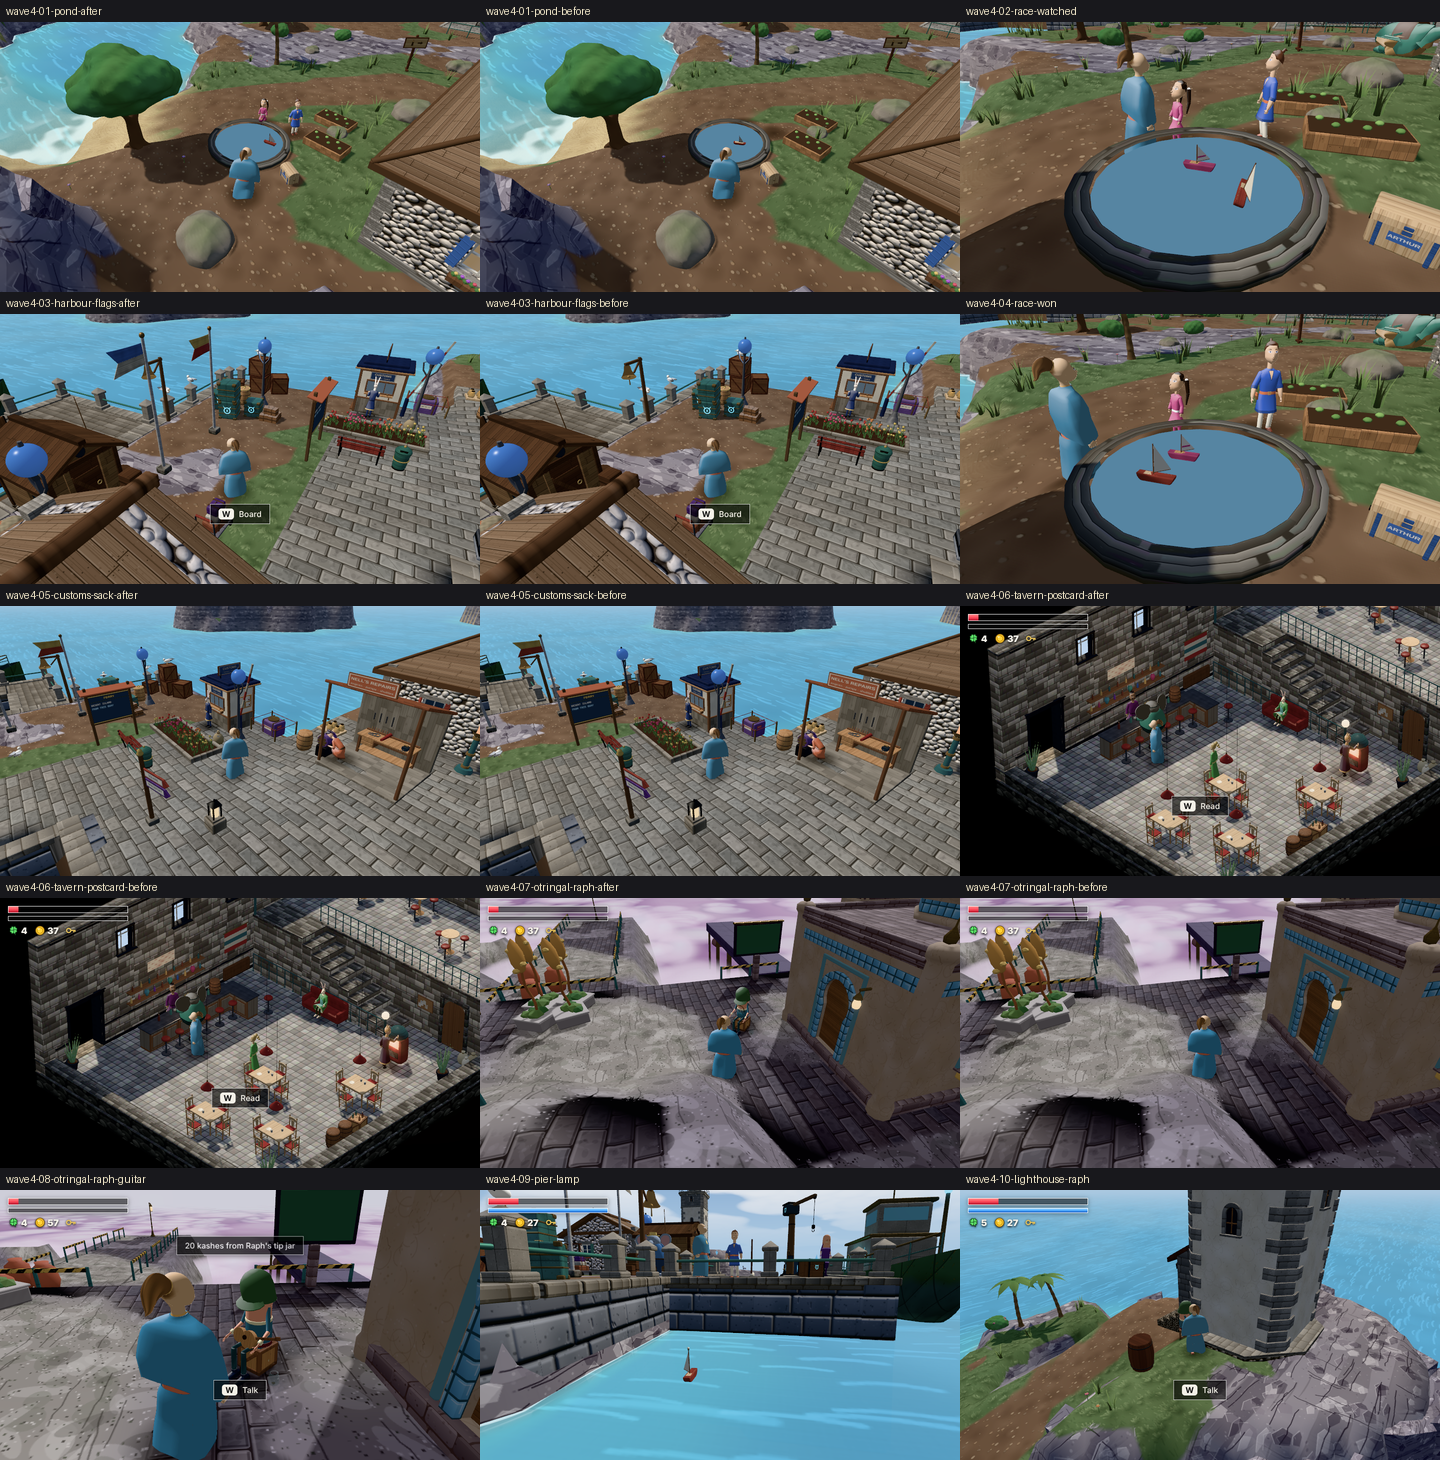 wave4-01-pond-after
wave4-01-pond-before
wave4-02-race-watched
ARTHUR
wave4-03-harbour-flags-after
wave4-03-harbour-flags-before
wave4-04-race-won
W Board
W Board
ARTHUR
wave4-05-customs-sack-after
wave4-05-customs-sack-before
wave4-06-tavern-postcard-after
NELL'S REPAIRS
NELL'S REPAIRS
4 37
W Read
wave4-06-tavern-postcard-before
wave4-07-otringal-raph-after
wave4-07-otringal-raph-before
4 37
4 37
4 37
W Read
wave4-08-otringal-raph-guitar
wave4-09-pier-lamp
wave4-10-lighthouse-raph
4 57
4 27
5 27
20 kashes from Raph's tip jar
W Talk
W Talk